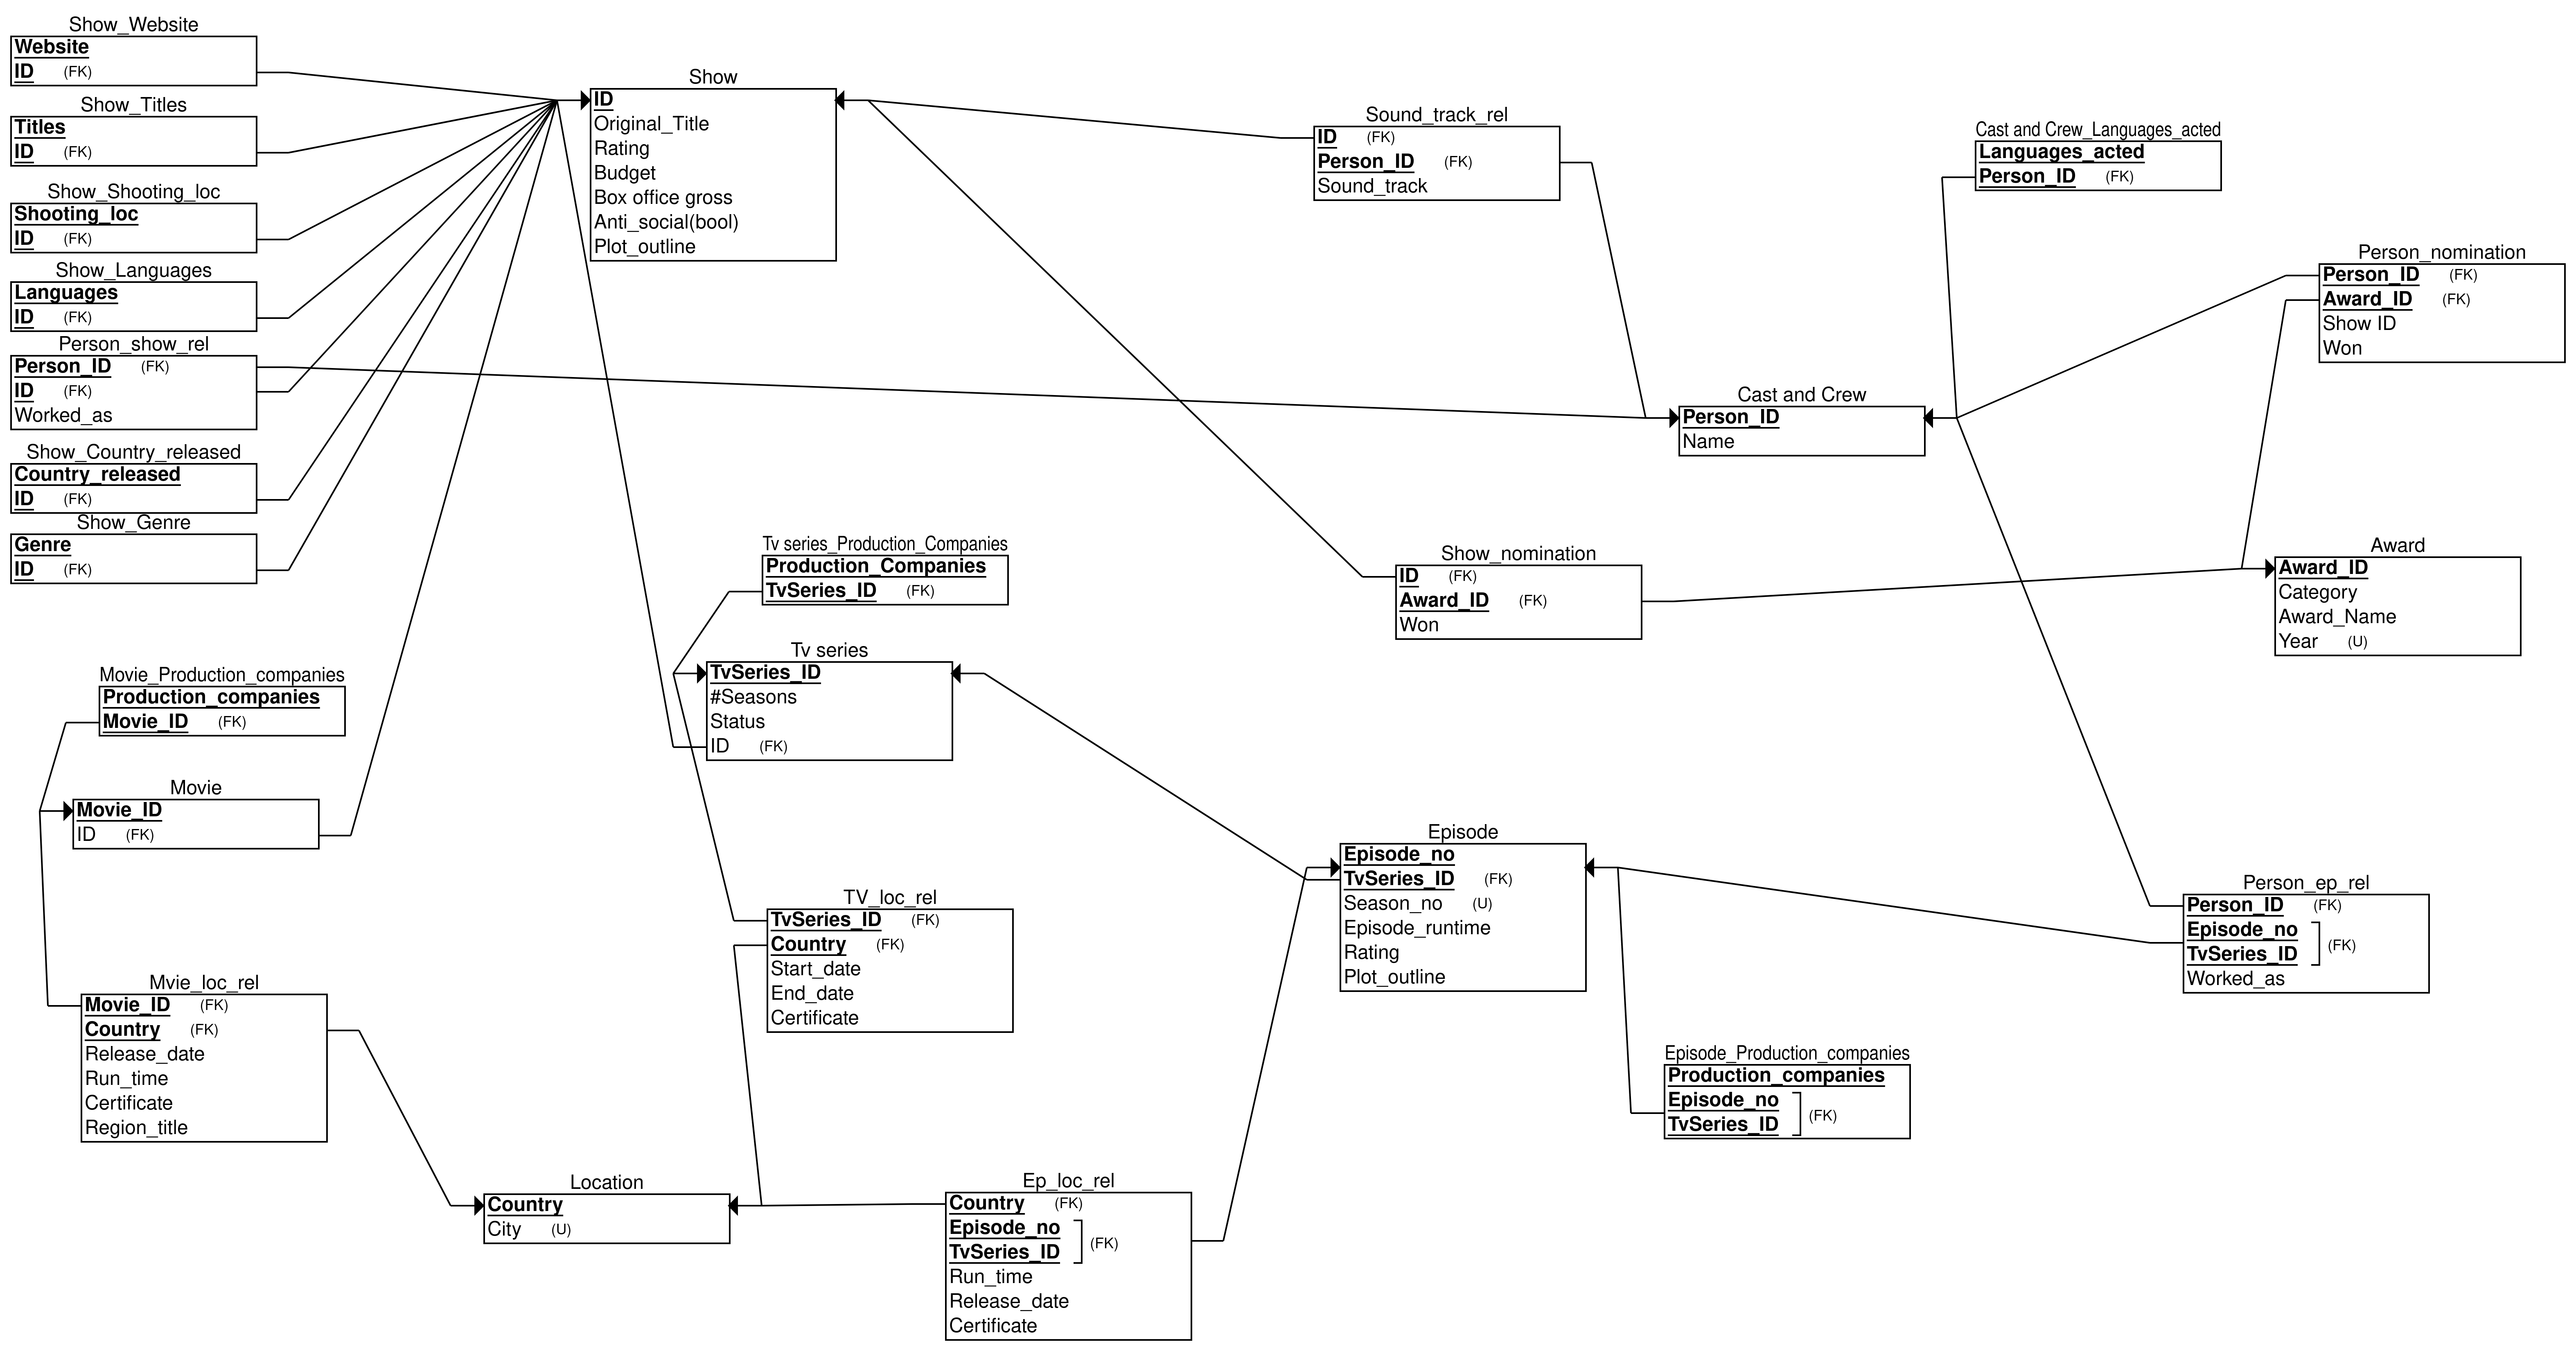 Show_Website
Website
ID (FK)
Show_Titles
Titles
ID (FK)
Show_Shooting_loc
Shooting_loc
ID (FK)
Show_Languages
Languages
ID (FK)
Person_show_rel
Person_ID (FK)
ID (FK)
Worked_as
Show_Country_released
Country_released
ID (FK)
Show_Genre
Genre
ID (FK)
Show
ID
Original_Title
Rating
Budget
Box office gross
Anti_social(bool)
Plot_outline
Sound_track_rel
ID (FK)
Person_ID (FK)
Sound_track
Cast and Crew_Languages_acted
Languages_acted
Person_ID (FK)
Person_nomination
Person_ID (FK)
Award_ID (FK)
Show ID
Won
Cast and Crew
Person_ID
Name
Tv series_Production_Companies
Production_Companies
TvSeries_ID (FK)
Show_nomination
ID (FK)
Award_ID (FK)
Won
Award
Award_ID
Category
Award_Name
Year (U)
Tv series
TvSeries_ID
#Seasons
Status
ID (FK)
Movie_Production_companies
Production_companies
Movie_ID (FK)
Movie
Movie_ID
ID (FK)
Episode
Episode_no
TvSeries_ID (FK)
Season_no (U)
Episode_runtime
Rating
Plot_outline
TV_loc_rel
TvSeries_ID (FK)
Country (FK)
Start_date
End_date
Certificate
Person_ep_rel
Person_ID (FK)
Episode_no
TvSeries_ID (FK)
Worked_as
Mvie_loc_rel
Movie_ID (FK)
Country (FK)
Release_date
Run_time
Certificate
Region_title
Episode_Production_companies
Production_companies
Episode_no
TvSeries_ID (FK)
Location
Country
City (U)
Ep_loc_rel
Country (FK)
Episode_no
TvSeries_ID (FK)
Run_time
Release_date
Certificate